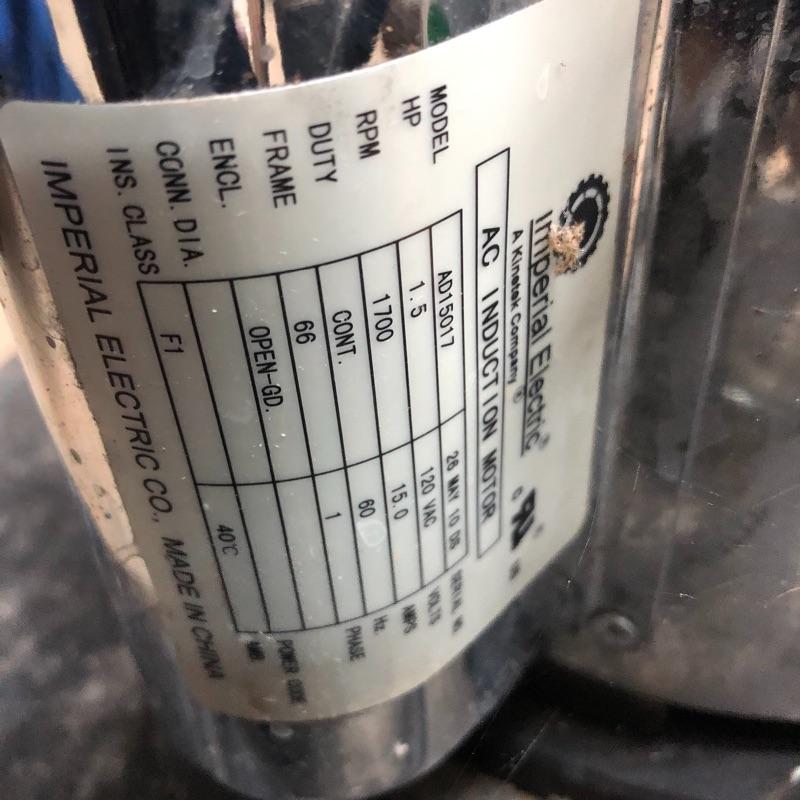 Imperial Electric®
A Kinetek Company®
AC INDUCTION MOTOR
MODEL AD15017 26 MAY 10 DS SERIAL NO.
HP 1.5 120 VAC VOLTS
RPM 1700 15.0 AMPS
DUTY CONT. 60 Hz.
FRAME 66 1 PHASE
ENCL. OPEN-GD. POWER CODE
CONN. DIA. AMB.
INS. CLASS F1 40°C
IMPERIAL ELECTRIC CO., MADE IN CHINA